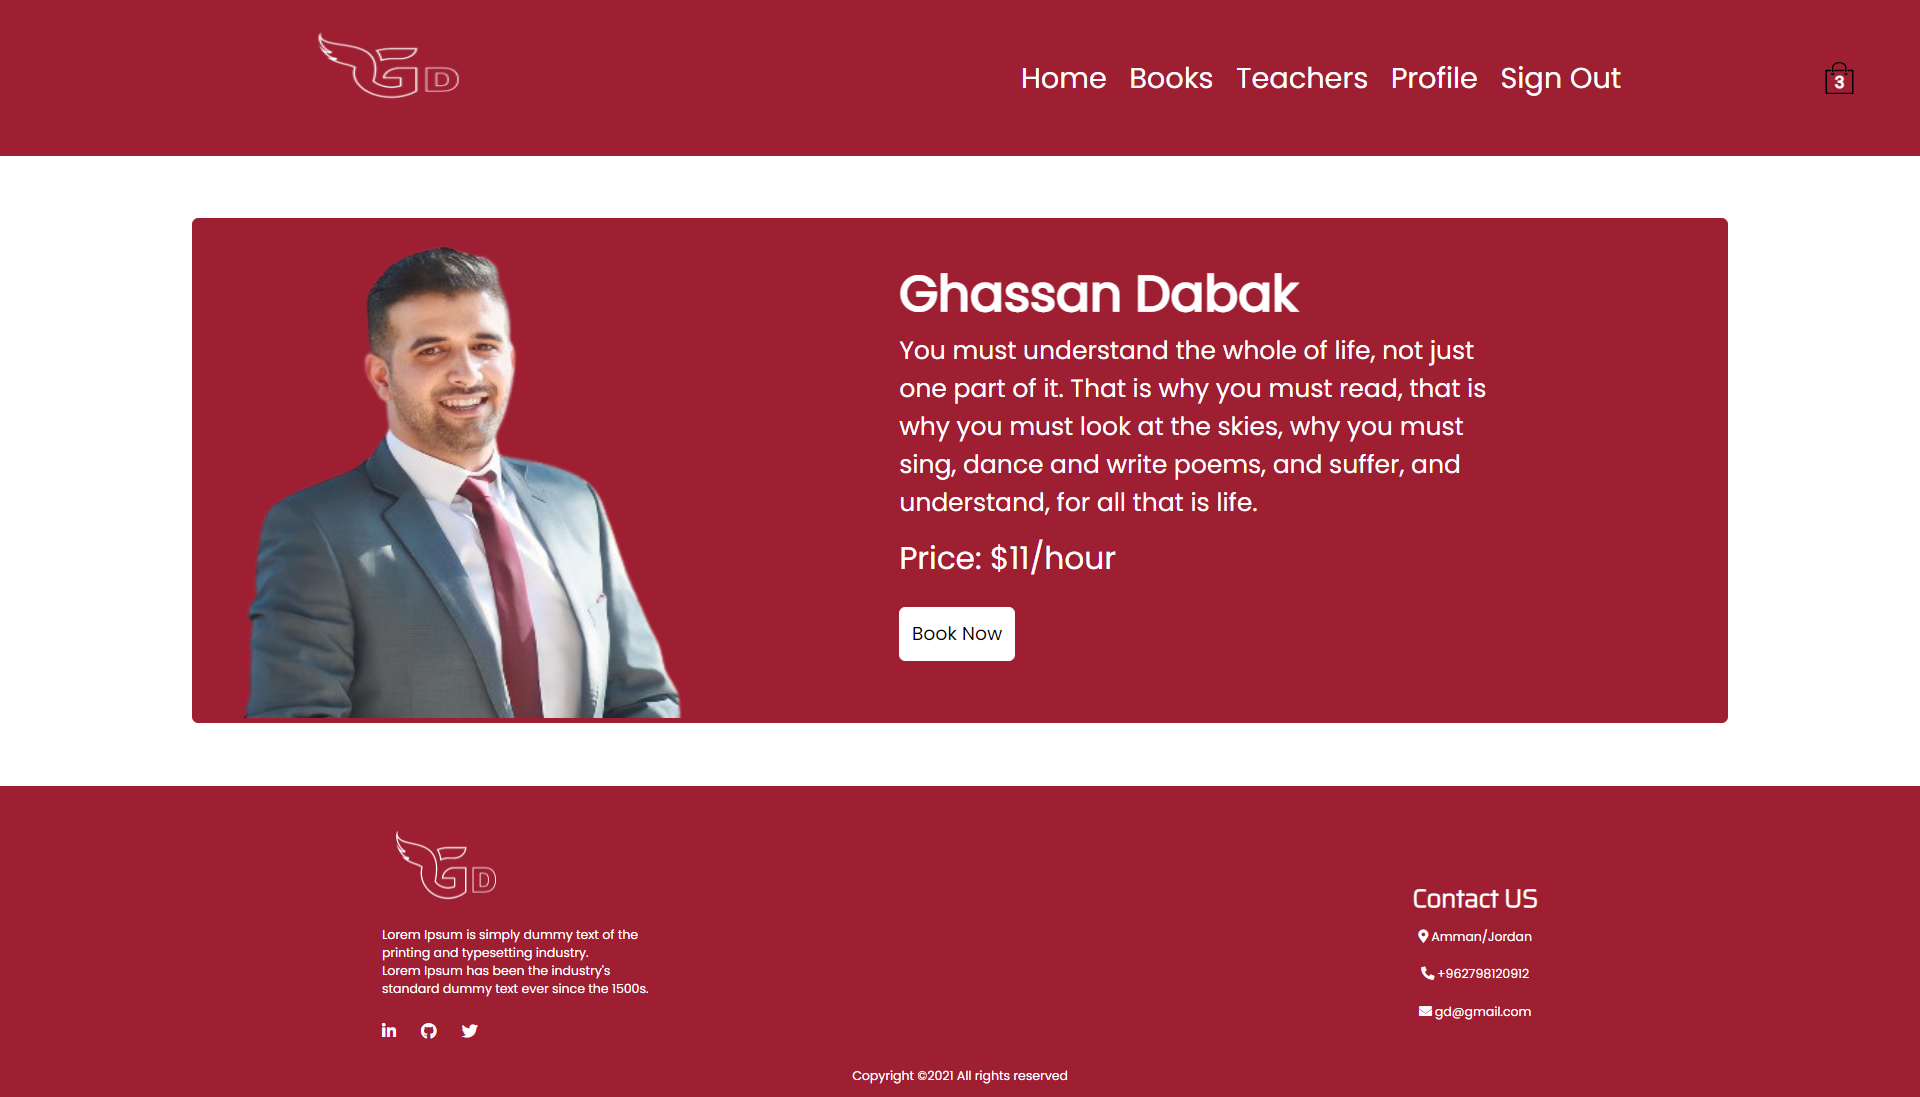 GD
Home Books Teachers Profile Sign Out
3
Ghassan Dabak
You must understand the whole of life, not just
one part of it. That is why you must read, that is
why you must look at the skies, why you must
sing, dance and write poems, and suffer, and
understand, for all that is life.
Price: $11/hour
Book Now
GD
Lorem Ipsum is simply dummy text of the
printing and typesetting industry.
Lorem Ipsum has been the industry's
standard dummy text ever since the 1500s.
in
Contact US
Amman/Jordan
+962798120912
gd@gmail.com
Copyright ©2021 All rights reserved